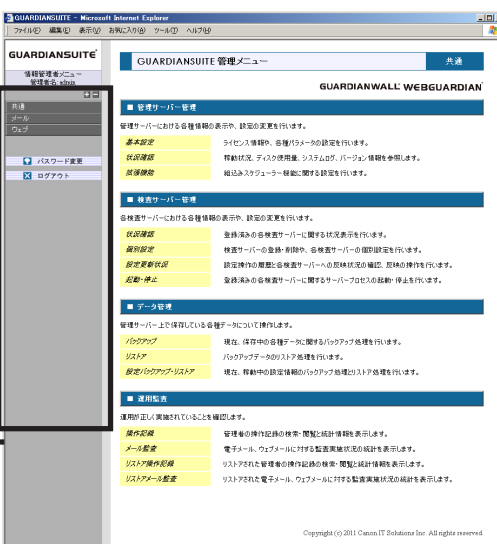 GUARDIANSUITE - Microsoft Internet Explorer
ファイル(F) 編集(E) 表示(V) お気に入り(A) ツール(T) ヘルプ(H)
GUARDIANSUITE
情報管理者メニュー
管理者名: admin
共通
メール
ウェブ
パスワード変更
ログアウト
GUARDIANSUITE 管理メニュー 共通
GUARDIANWALL WEBGUARDIAN
■ 管理サーバー管理
管理サーバーにおける各種情報の表示や、設定の変更を行います。
基本設定 ライセンス情報や、各種パラメータの設定を行います。
状況確認 稼動状況、ディスク使用量、システムログ、バージョン情報を参照します。
拡張機能 組込みスケジューラー機能に関する設定を行います。
■ 検査サーバー管理
各検査サーバーにおける各種情報の表示や、設定の変更を行います。
状況確認 登録済みの各検査サーバーに関する状況表示を行います。
個別設定 検査サーバーの登録・削除や、各検査サーバーの個別設定を行います。
設定更新状況 設定操作の履歴と各検査サーバーへの反映状況の確認、反映の操作を行います。
起動・停止 登録済みの各検査サーバーに関するサーバープロセスの起動・停止を行います。
■ データ管理
管理サーバー上で保存している各種データについて操作します。
バックアップ 現在、保存中の各種データに関するバックアップ処理を行います。
リストア バックアップデータのリストア処理を行います。
設定バックアップ・リストア 現在、稼動中の設定情報のバックアップ処理とリストア処理を行います。
■ 運用監査
運用が正しく実施されていることを確認します。
操作記録 管理者の操作記録の検索・閲覧と統計情報を表示します。
メール監査 電子メール、ウェブメールに対する監査実施状況の統計を表示します。
リストア操作記録 リストアされた管理者の操作記録の検索・閲覧と統計情報を表示します。
リストアメール監査 リストアされた電子メール、ウェブメールに対する監査実施状況の統計を表示します。
Copyright (c) 2011 Canon IT Solutions Inc. All rights reserved.